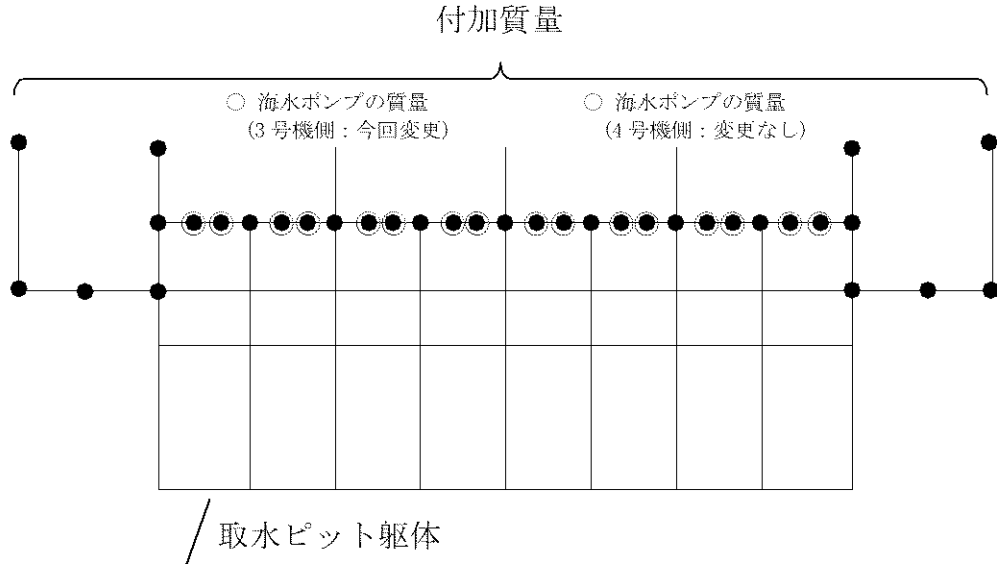 付加質量
○ 海水ポンプの質量
(3号機側：今回変更)
○ 海水ポンプの質量
(4号機側：変更なし)
取水ピット躯体